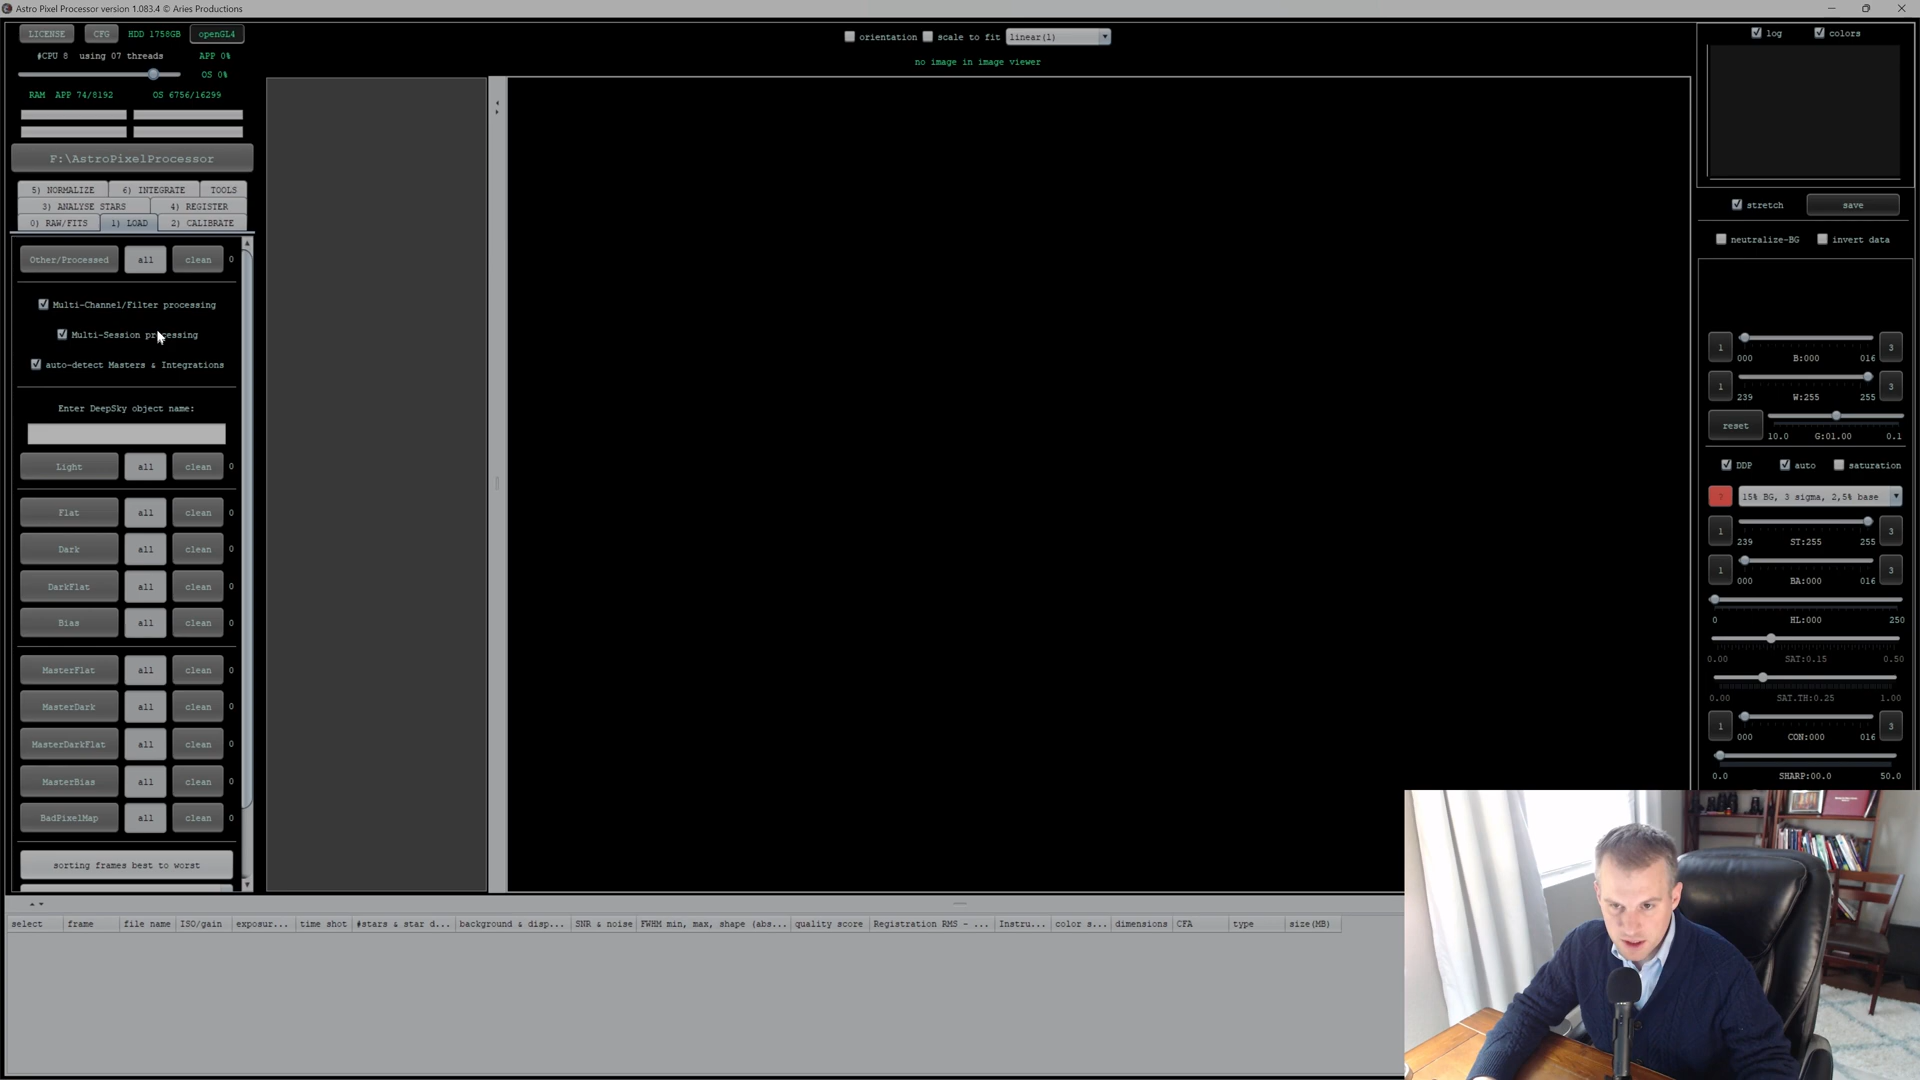 Astro Pixel Processor version 1.083.4 © Aries Productions
LICENSE CFG HDD 1758GB openGL4
#CPU 8 using 07 threads APP 0%
OS 0%
RAM APP 74/8192 OS 6756/16299
F:\AstroPixelProcessor
5) NORMALIZE 6) INTEGRATE TOOLS
3) ANALYSE STARS 4) REGISTER
0) RAW/FITS 1) LOAD 2) CALIBRATE
Other/Processed all clean 0
Multi-Channel/Filter processing
Multi-Session processing
auto-detect Masters & Integrations
Enter DeepSky object name:
Light all clean 0
Flat all clean 0
Dark all clean 0
DarkFlat all clean 0
Bias all clean 0
MasterFlat all clean 0
MasterDark all clean 0
MasterDarkFlat all clean 0
MasterBias all clean 0
BadPixelMap all clean 0
sorting frames best to worst
orientation scale to fit linear(1)
no image in image viewer
log colors
stretch save
neutralize-BG invert data
1 3
000 B:000 016
1 3
239 W:255 255
reset
10.0 G:01.00 0.1
DDP auto saturation
? 15% BG, 3 sigma, 2,5% base
1 3
239 ST:255 255
1 3
000 BA:000 016
0 HL:000 250
0.00 SAT:0.15 0.50
0.00 SAT.TH:0.25 1.00
1 3
000 CON:000 016
0.0 SHARP:00.0 50.0
select frame file name ISO/gain exposur... time shot #stars & star d... background & disp... SNR & noise FWHM min, max, shape (abs... quality score Registration RMS - ... Instru... color s... dimensions CFA type size(MB)